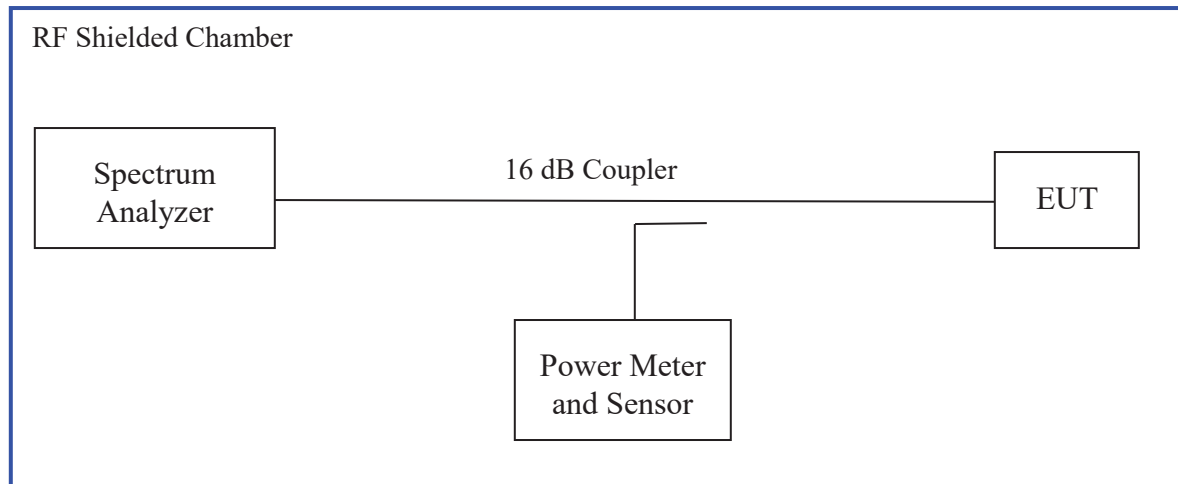 RF Shielded Chamber
Spectrum
Analyzer
16 dB Coupler
EUT
Power Meter
and Sensor